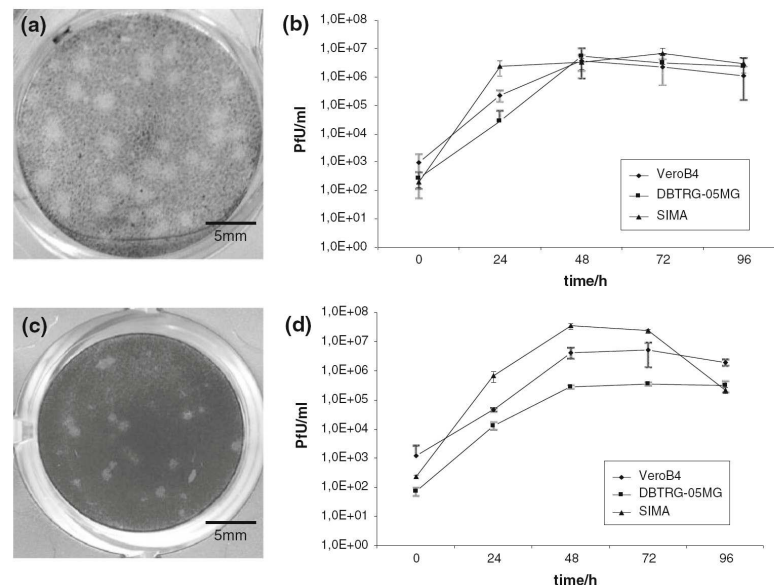 (a)
5mm
(b)
PfU/ml
1,0E+08
1,0E+07
1,0E+06
1,0E+05
1,0E+04
1,0E+03
1,0E+02
1,0E+01
1,0E+00
0 24 48 72 96
time/h
VeroB4
DBTRG-05MG
SIMA
(c)
5mm
(d)
PfU/ml
1,0E+08
1,0E+07
1,0E+06
1,0E+05
1,0E+04
1,0E+03
1,0E+02
1,0E+01
1,0E+00
0 24 48 72 96
time/h
VeroB4
DBTRG-05MG
SIMA